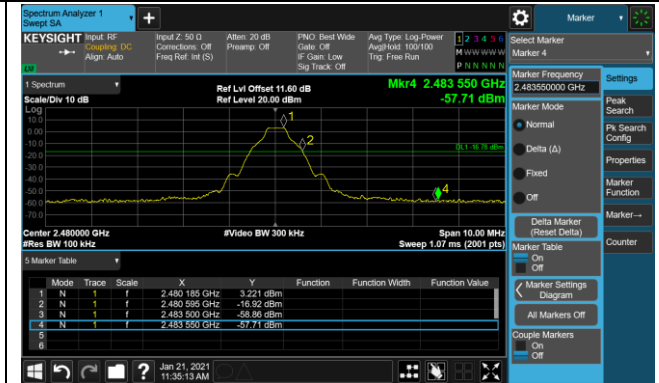 Spectrum Analyzer 1
Swept SA
Marker
KEYSIGHT
Input: RF
Coupling: DC
Align: Auto
Input Z: 50 Ω
Corrections: Off
Freq Ref: Int (S)
Atten: 20 dB
Preamp: Off
PNO: Best Wide
Gate: Off
IF Gain: Low
Sig Track: Off
Avg Type: Log-Power
Avg|Hold: 100/100
Trig: Free Run
1 2 3 4 5 6
M W W W W W
P N N N N N
Select Marker
Marker 4
1 Spectrum
Scale/Div 10 dB
Ref Lvl Offset 11.60 dB
Ref Level 20.00 dBm
Mkr4 2.483 550 GHz
-57.71 dBm
Log
10.0
0.00
-10.0
-20.0
-30.0
-40.0
-50.0
-60.0
-70.0
1
2
4
DL1 -16.78 dBm
Center 2.480000 GHz
#Res BW 100 kHz
#Video BW 300 kHz
Span 10.00 MHz
Sweep 1.07 ms (2001 pts)
5 Marker Table
Mode Trace Scale X Y Function Function Width Function Value
1 N 1 f 2.480 185 GHz 3.221 dBm
2 N 1 f 2.480 595 GHz -16.92 dBm
3 N 1 f 2.483 500 GHz -58.86 dBm
4 N 1 f 2.483 550 GHz -57.71 dBm
5
6
Marker Frequency
2.483550000 GHz
Marker Mode
Normal
Delta (Δ)
Fixed
Off
Delta Marker
(Reset Delta)
Marker Table
On
Off
Marker Settings
Diagram
All Markers Off
Couple Markers
On
Off
Settings
Peak
Search
Pk Search
Config
Properties
Marker
Function
Marker→
Counter
?
Jan 21, 2021
11:35:13 AM